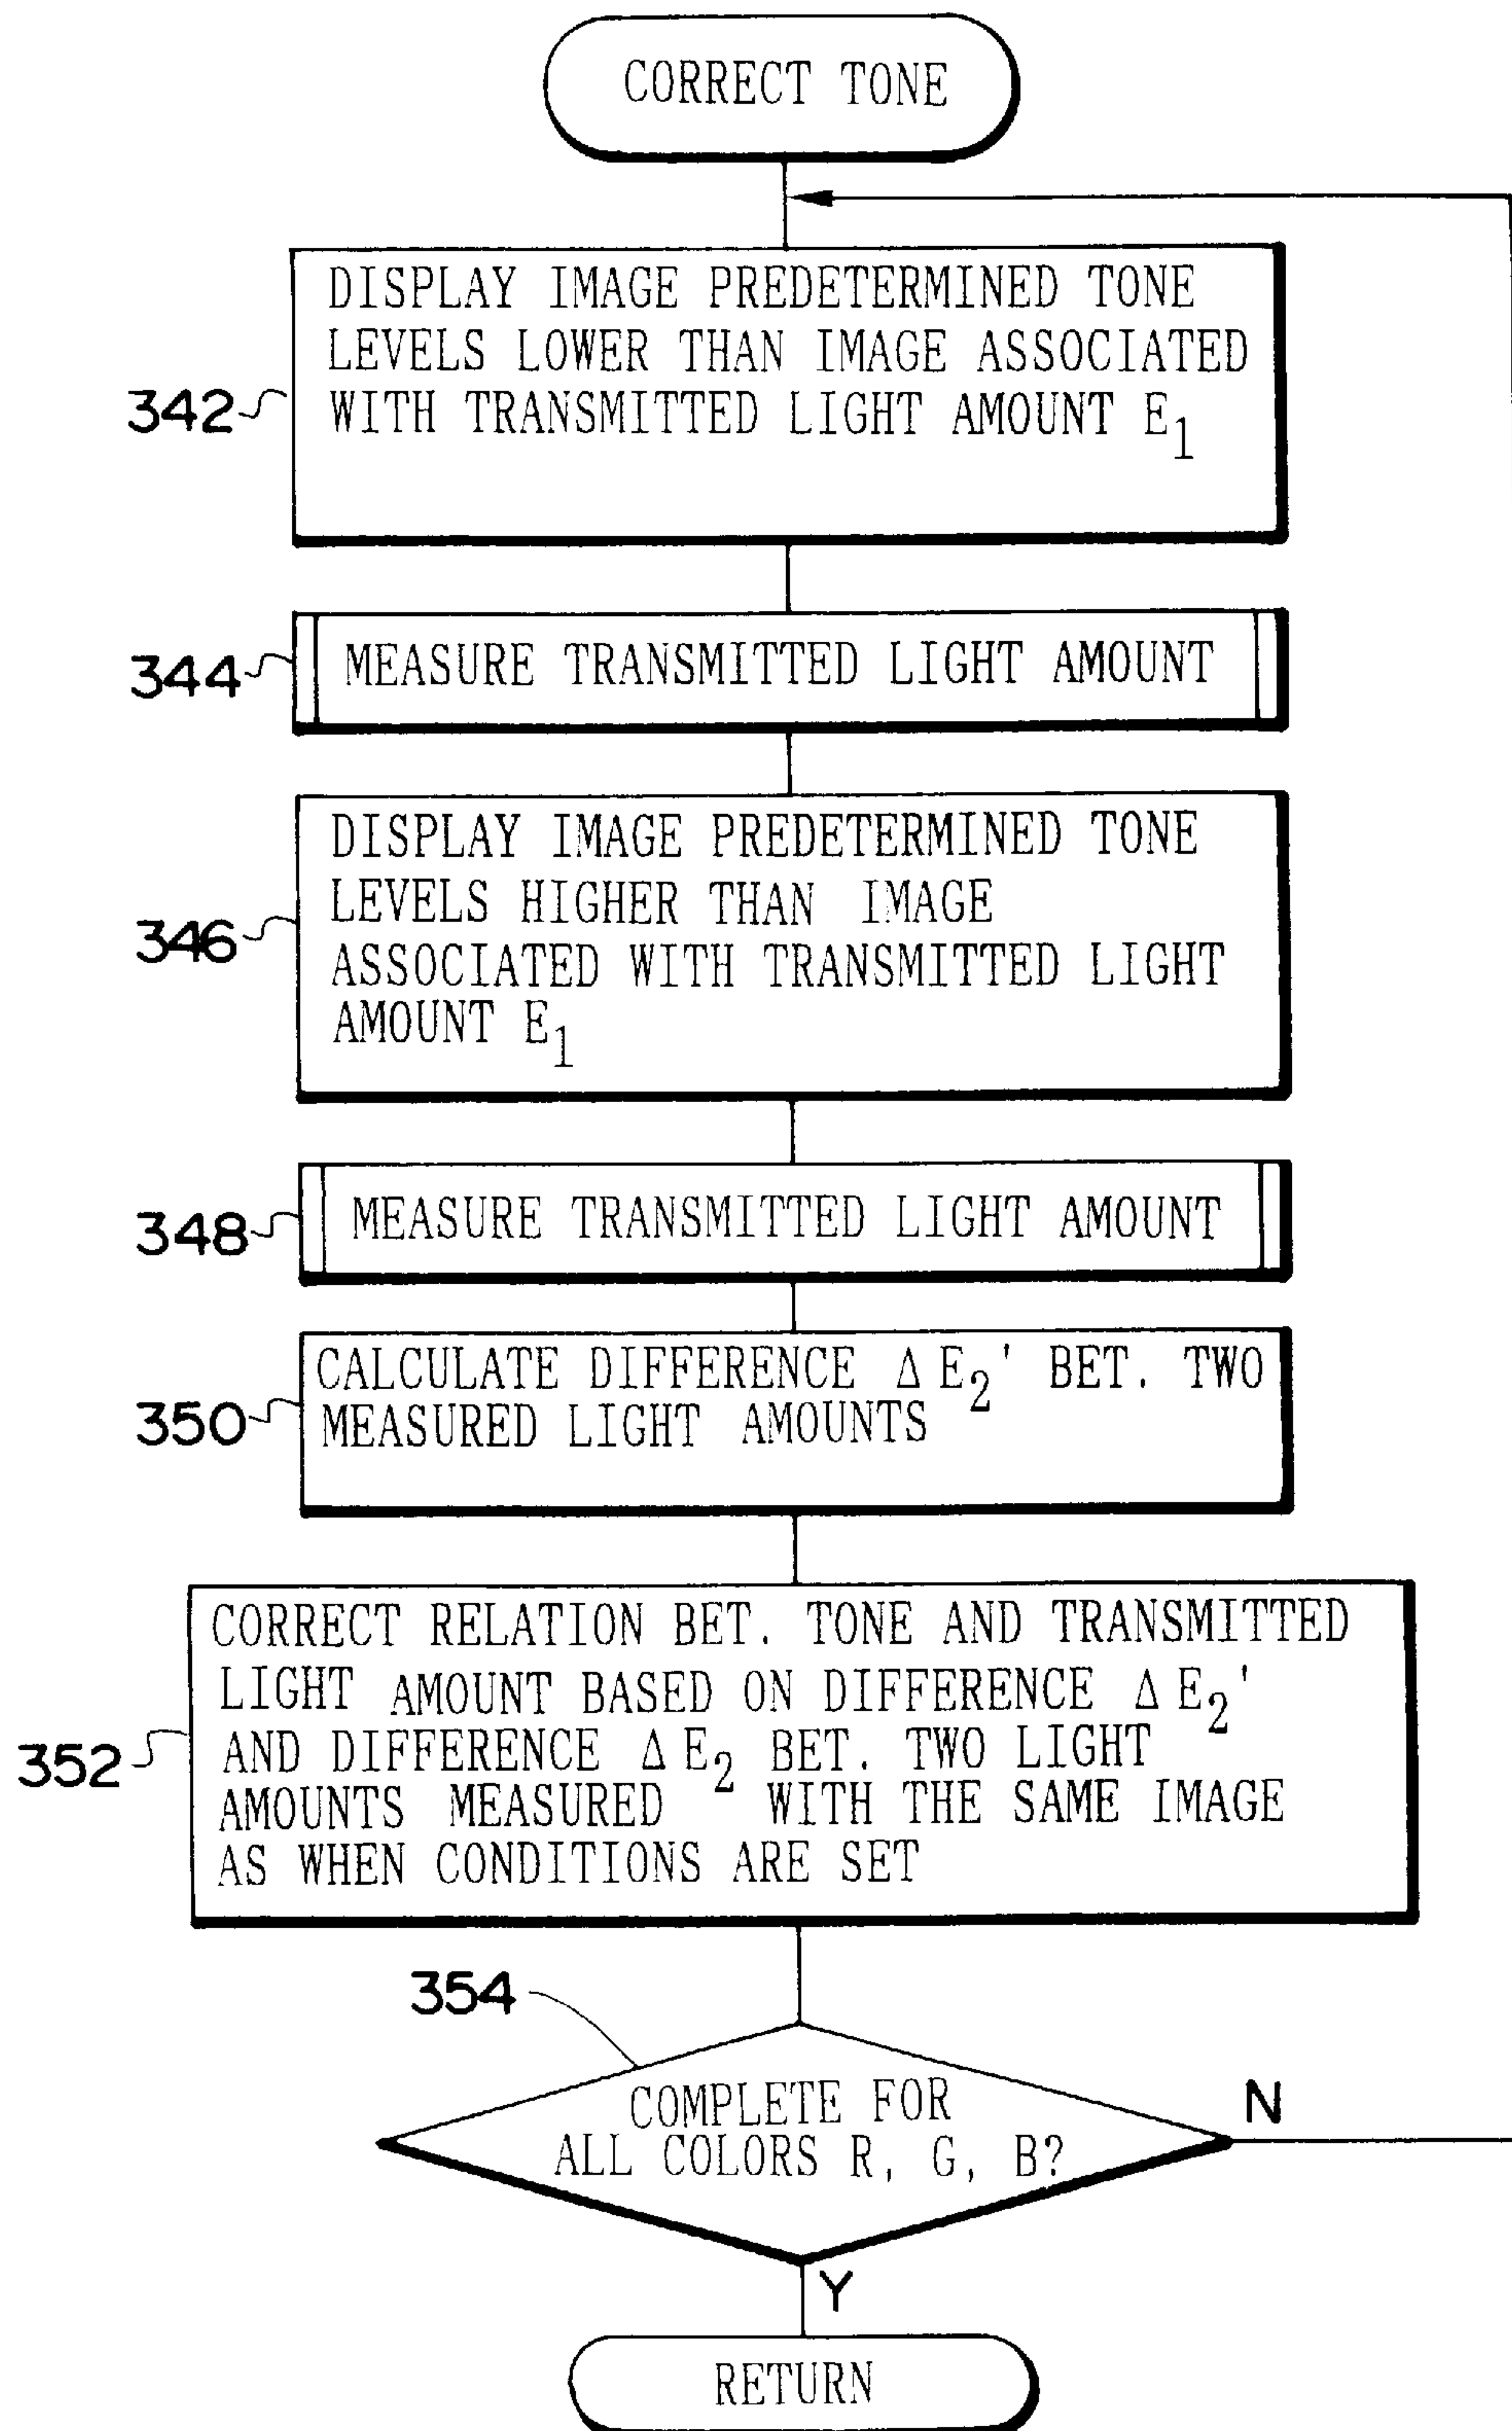 CORRECT TONE
DISPLAY IMAGE PREDETERMINED TONE
LEVELS LOWER THAN IMAGE ASSOCIATED
WITH TRANSMITTED LIGHT AMOUNT E₁
342
344
MEASURE TRANSMITTED LIGHT AMOUNT
DISPLAY IMAGE PREDETERMINED TONE
LEVELS HIGHER THAN IMAGE
ASSOCIATED WITH TRANSMITTED LIGHT
AMOUNT E₁
346
348
MEASURE TRANSMITTED LIGHT AMOUNT
CALCULATE DIFFERENCE Δ E₂' BET. TWO
MEASURED LIGHT AMOUNTS
350
CORRECT RELATION BET. TONE AND TRANSMITTED
LIGHT AMOUNT BASED ON DIFFERENCE Δ E₂'
AND DIFFERENCE Δ E₂ BET. TWO LIGHT
AMOUNTS MEASURED WITH THE SAME IMAGE
AS WHEN CONDITIONS ARE SET
352
354
COMPLETE FOR
ALL COLORS R, G, B?
N
Y
RETURN